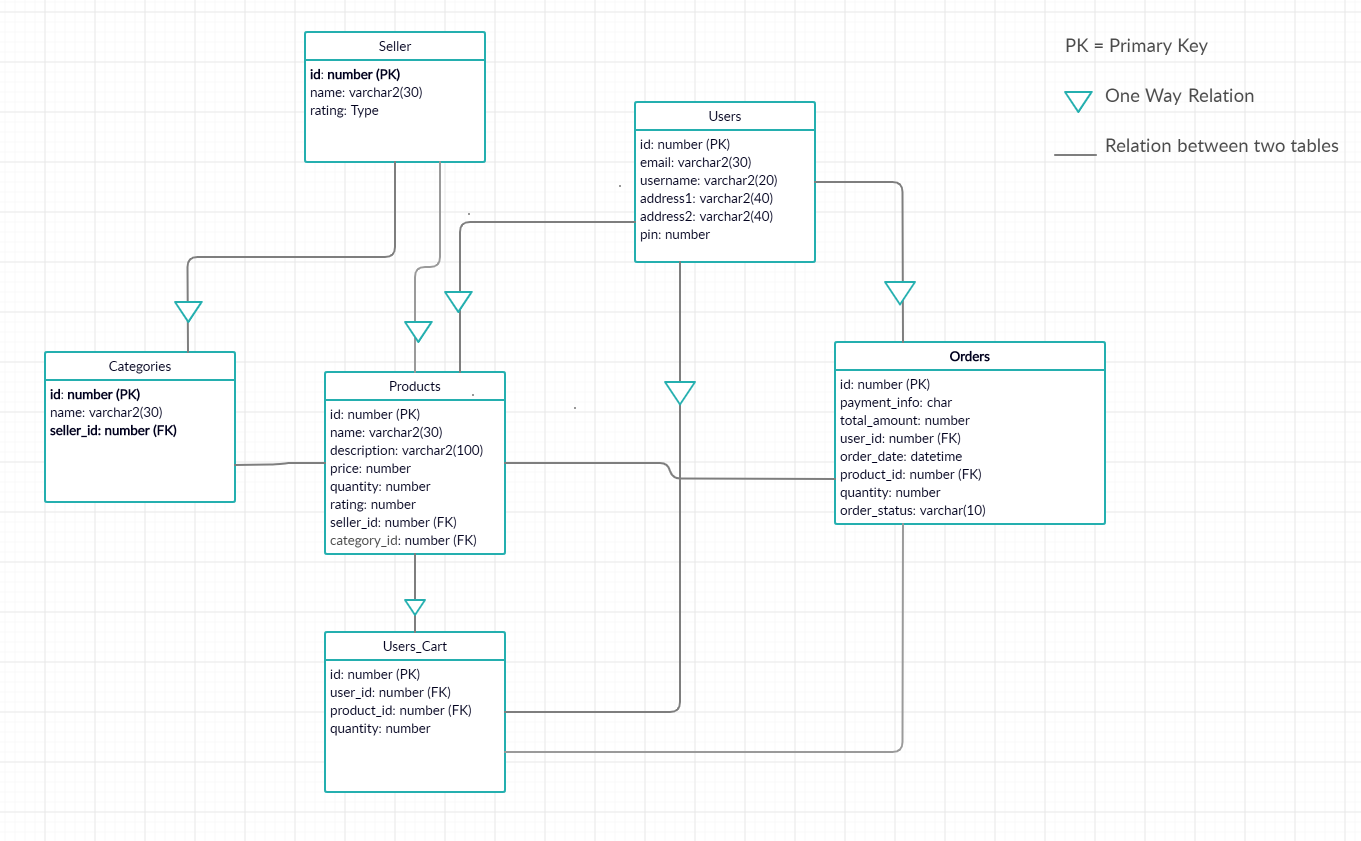 Seller
id: number (PK)
name: varchar2(30)
rating: Type
Users
id: number (PK)
email: varchar2(30)
username: varchar2(20)
address1: varchar2(40)
address2: varchar2(40)
pin: number
PK = Primary Key
One Way Relation
Relation between two tables
Categories
id: number (PK)
name: varchar2(30)
seller_id: number (FK)
Products
id: number (PK)
name: varchar2(30)
description: varchar2(100)
price: number
quantity: number
rating: number
seller_id: number (FK)
category_id: number (FK)
Orders
id: number (PK)
payment_info: char
total_amount: number
user_id: number (FK)
order_date: datetime
product_id: number (FK)
quantity: number
order_status: varchar(10)
Users_Cart
id: number (PK)
user_id: number (FK)
product_id: number (FK)
quantity: number